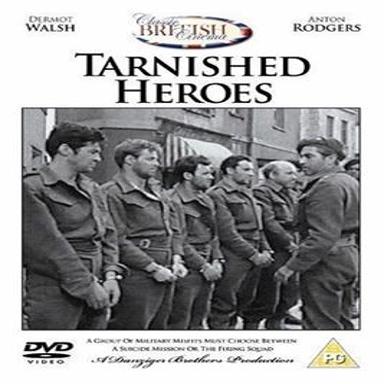 DERMOT
WALSH
Classic
BRITISH
Cinema
ANTON
RODGERS
TARNISHED
HEROES
A GROUP OF MILITARY MISFITS MUST CHOOSE BETWEEN
A SUICIDE MISSION OR THE FIRING SQUAD
A Danziger Brothers Production
DVD
VIDEO
PG